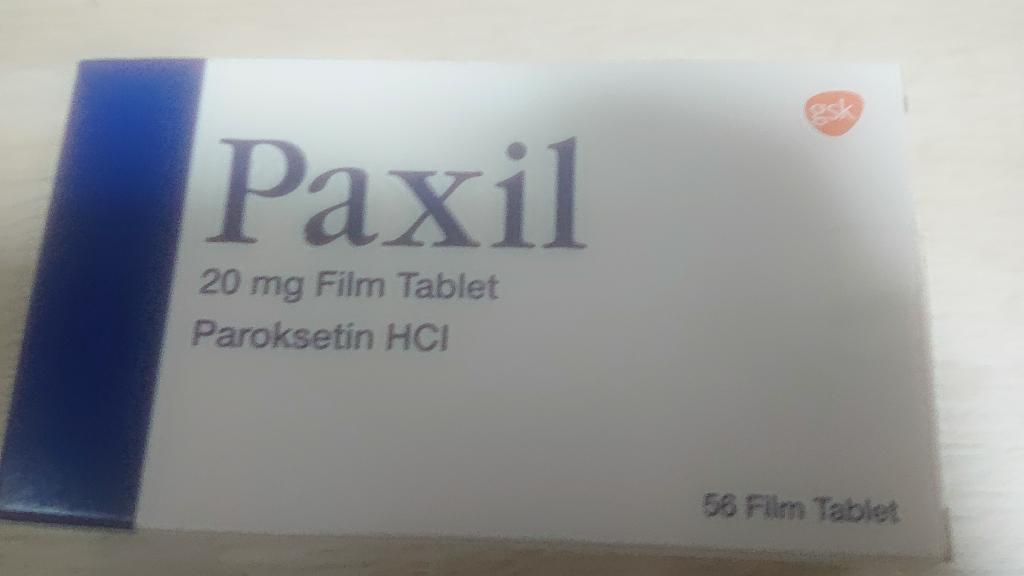 gsk
Paxil
20 mg Film Tablet
Paroksetin HCl
56 Film Tablet